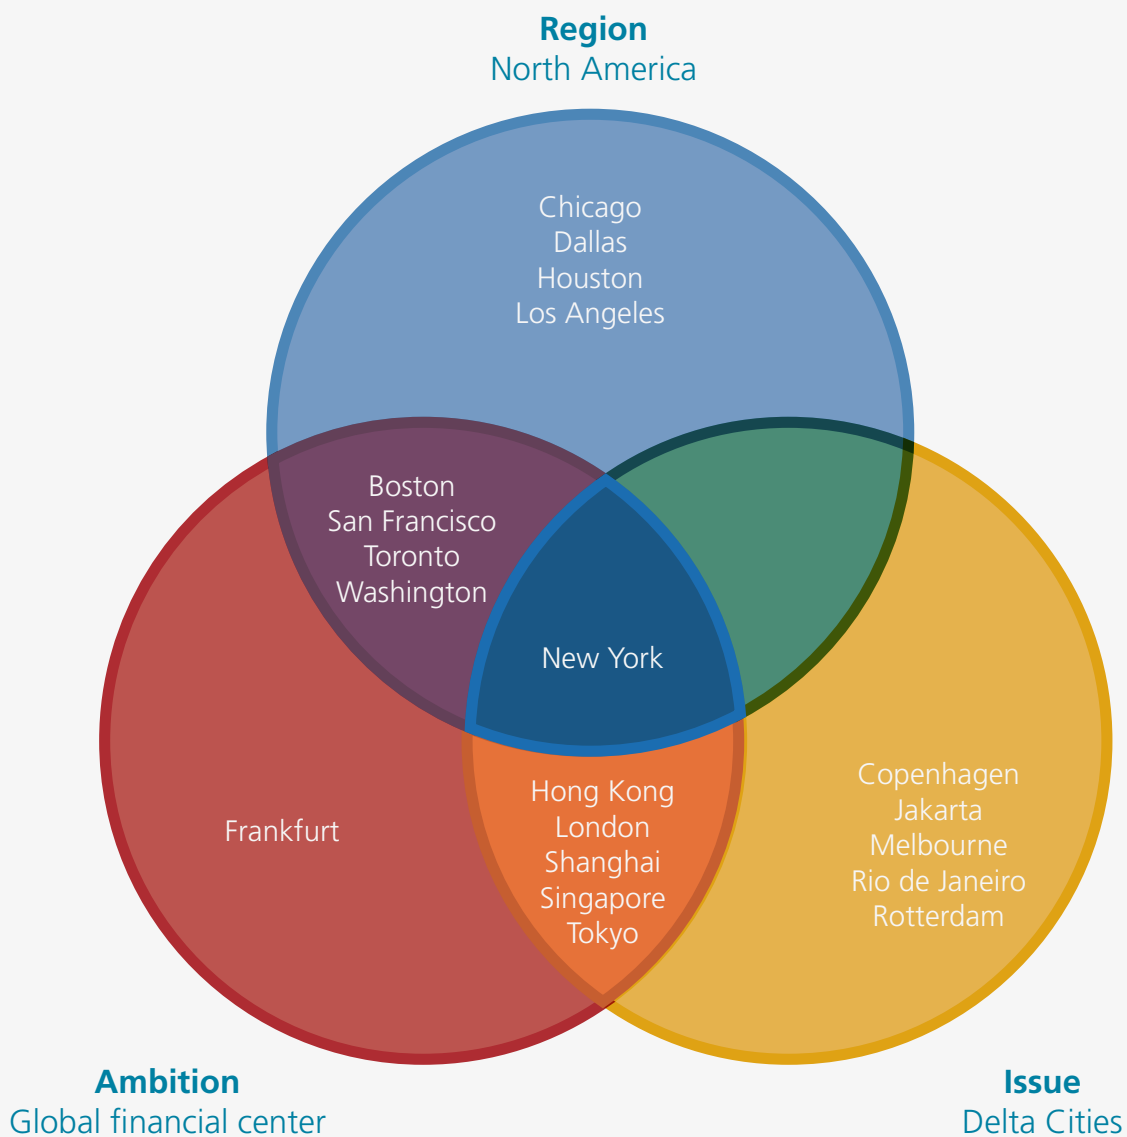 Region
North America
Chicago
Dallas
Houston
Los Angeles
Boston
San Francisco
Toronto
Washington
New York
Frankfurt
Hong Kong
London
Shanghai
Singapore
Tokyo
Copenhagen
Jakarta
Melbourne
Rio de Janeiro
Rotterdam
Ambition
Global financial center
Issue
Delta Cities